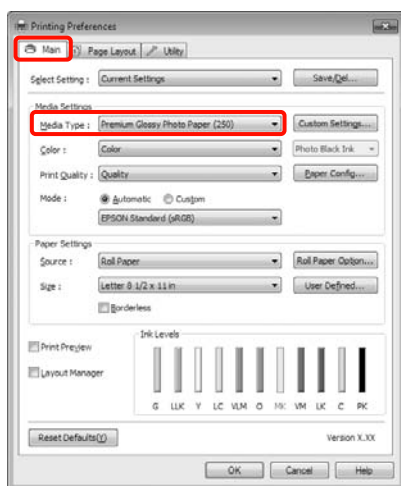 Printing Preferences
Main Page Layout Utility
Select Setting : Current Settings Save/Del...
Media Settings
Media Type : Premium Glossy Photo Paper (250) Custom Settings...
Color : Color Photo Black Ink
Print Quality : Quality Paper Config...
Mode : Automatic Custom
EPSON Standard (sRGB)
Paper Settings
Source : Roll Paper Roll Paper Option...
Size : Letter 8 1/2 x 11 in User Defined...
Borderless
Ink Levels
Print Preview
Layout Manager
G LLK Y LC VLM O MK VM LK C PK
Reset Defaults(Y) Version X.XX
OK Cancel Help